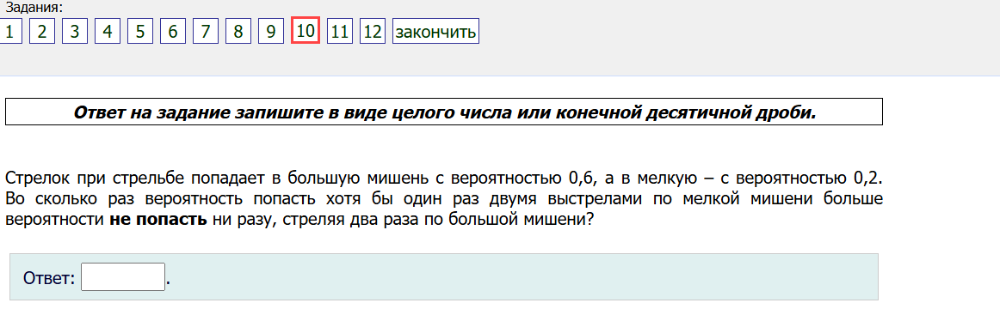 Задания:
1 2 3 4 5 6 7 8 9 10 11 12 закончить
Ответ на задание запишите в виде целого числа или конечной десятичной дроби.
Стрелок при стрельбе попадает в большую мишень с вероятностью 0,6, а в мелкую – с вероятностью 0,2.
Во сколько раз вероятность попасть хотя бы один раз двумя выстрелами по мелкой мишени больше
вероятности не попасть ни разу, стреляя два раза по большой мишени?
Ответ: .